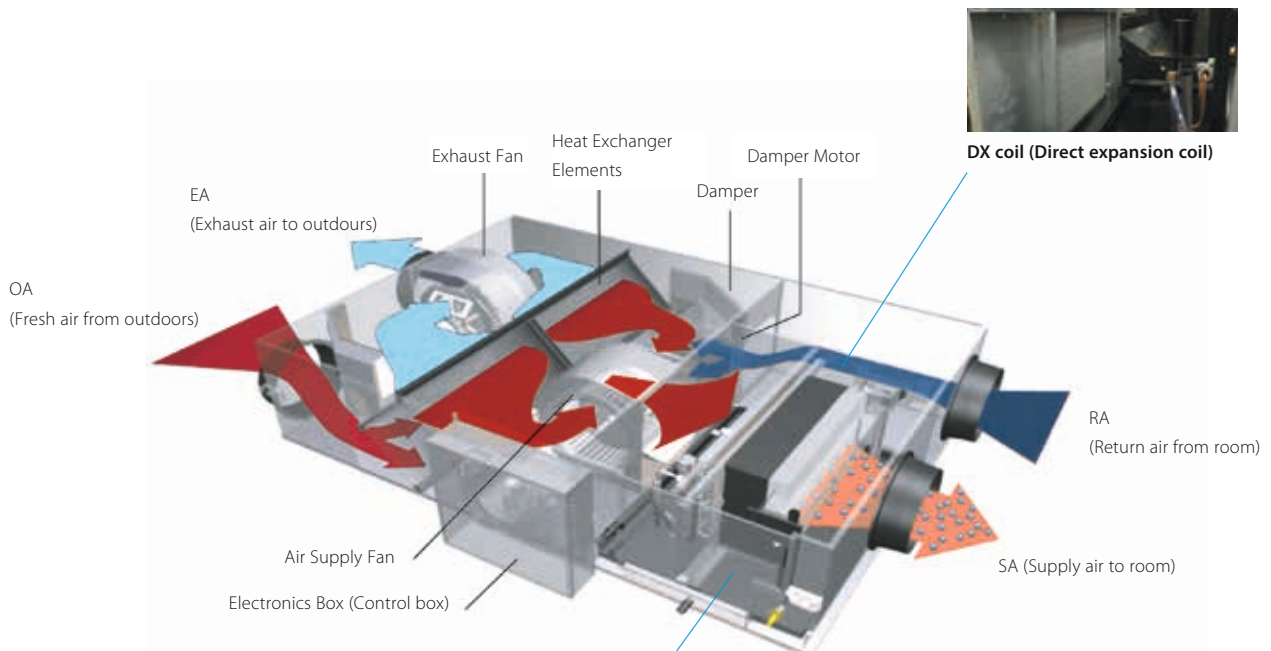 DX coil (Direct expansion coil)
Exhaust Fan
Heat Exchanger
Elements
Damper Motor
Damper
EA
(Exhaust air to outdours)
OA
(Fresh air from outdoors)
RA
(Return air from room)
SA (Supply air to room)
Air Supply Fan
Electronics Box (Control box)